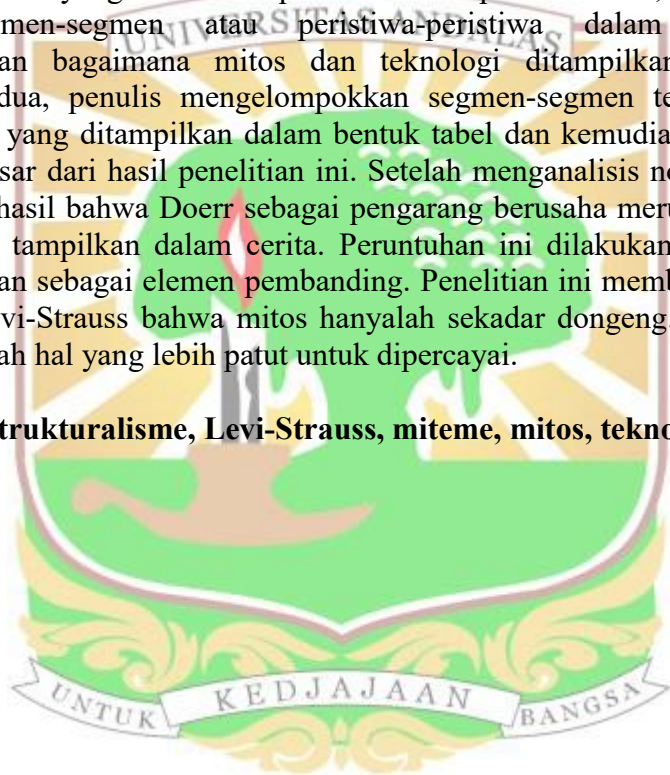 UNIVERSITAS ANDALAS
men-segmen atau peristiwa-peristiwa dalam
an bagaimana mitos dan teknologi ditampilkan
dua, penulis mengelompokkan segmen-segmen te
yang ditampilkan dalam bentuk tabel dan kemudia
sar dari hasil penelitian ini. Setelah menganalisis no
hasil bahwa Doerr sebagai pengarang berusaha meru
tampilkan dalam cerita. Peruntuhan ini dilakukan
an sebagai elemen pembanding. Penelitian ini memb
vi-Strauss bahwa mitos hanyalah sekadar dongeng
ah hal yang lebih patut untuk dipercayai.
trukturalisme, Levi-Strauss, miteme, mitos, tekno
UNTUK KEDJAJAAN BANGSA